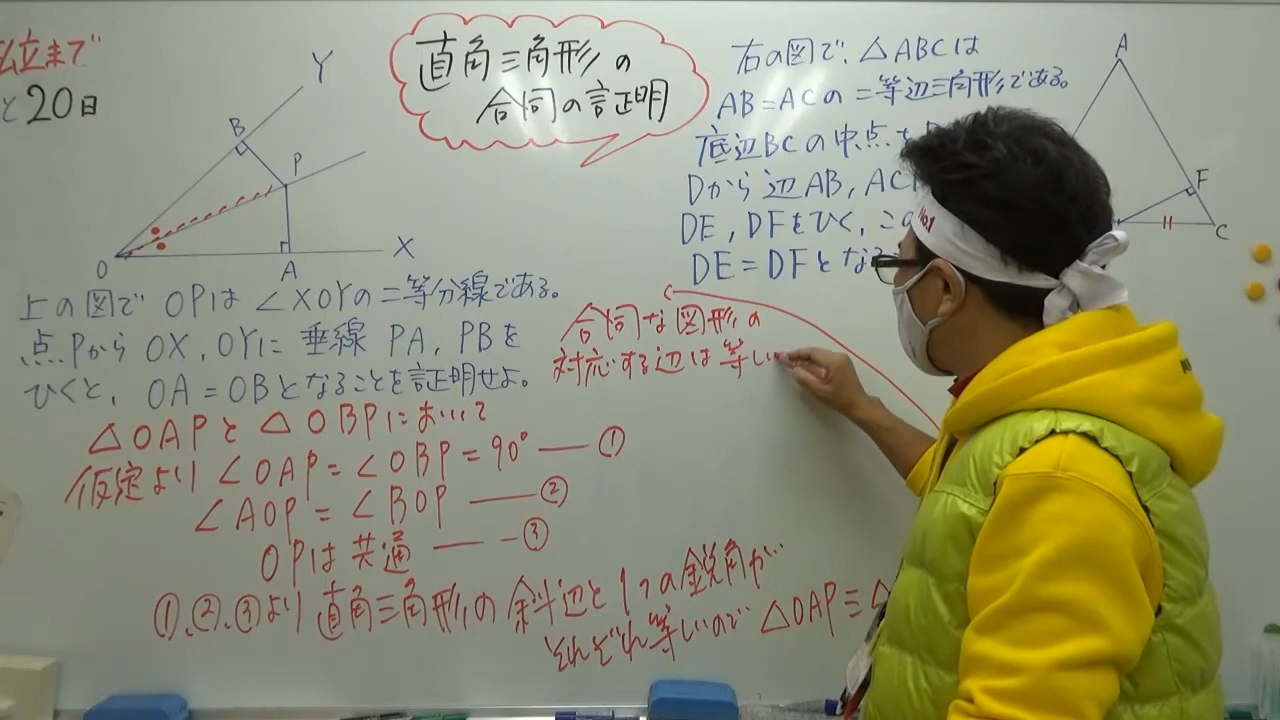 私立まで
と20日
直角三角形の
合同の証明
Y
B
P
O
A
X
上の図で OPは∠XOYの二等分線である。
点Pから OX, OYに 垂線 PA, PBを
ひくと, OA=OBとなることを証明せよ。
△OAPと△OBPにおいて
仮定より ∠OAP=∠OBP=90° ①
∠AOP=∠BOP ②
OPは共通 ③
①,②,③より 直角三角形の 斜辺と1つの鋭角が
それぞれ等しいので △OAP≡△
合同な図形の
対応する辺は等しい
右の図で, △ABCは
AB=ACの二等辺三角形である。
底辺BCの中点を
Dから 辺AB, AC
DE, DFをひく, この
DE=DFとな
A
F
C
No.1